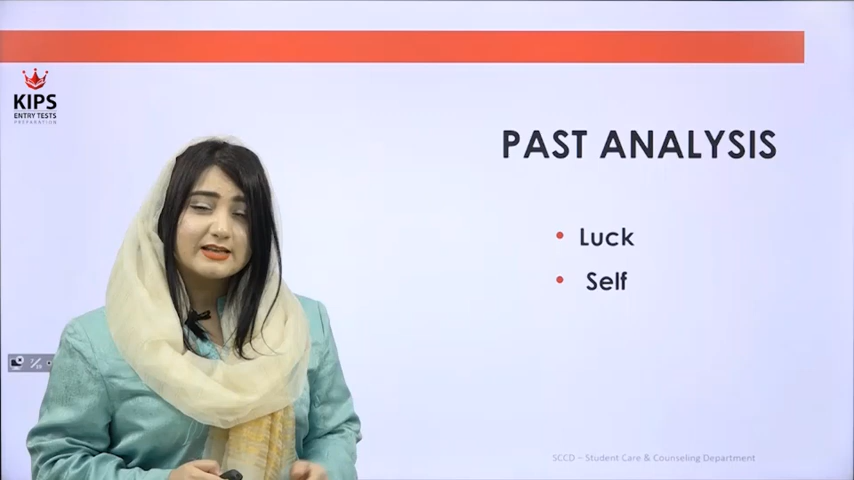 KIPS
ENTRY TESTS
PREPARATION
PAST ANALYSIS
• Luck
• Self
SCCD – Student Care & Counseling Department